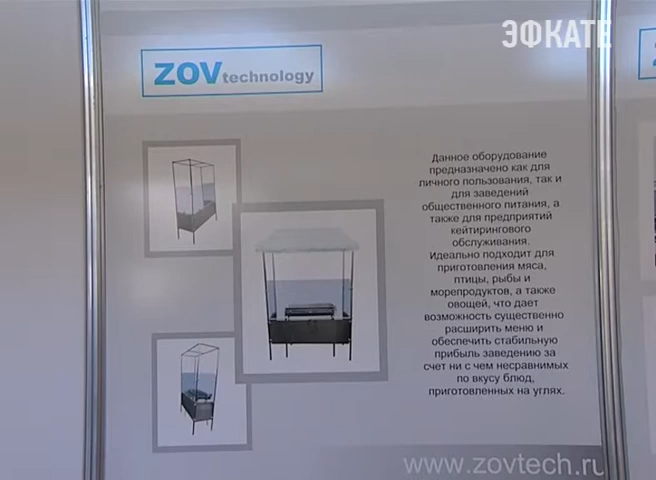 ЭФКАТЕ
ZOVtechnology
Данное оборудование
предназначено как для
личного пользования, так и
для заведений
общественного питания, а
также для предприятий
кейтирингового
обслуживания.
Идеально подходит для
приготовления мяса,
птицы, рыбы и
морепродуктов, а также
овощей, что дает
возможность существенно
расширить меню и
обеспечить стабильную
прибыль заведению за
счет ни с чем несравнимых
по вкусу блюд,
приготовленных на углях.
www.zovtech.ru